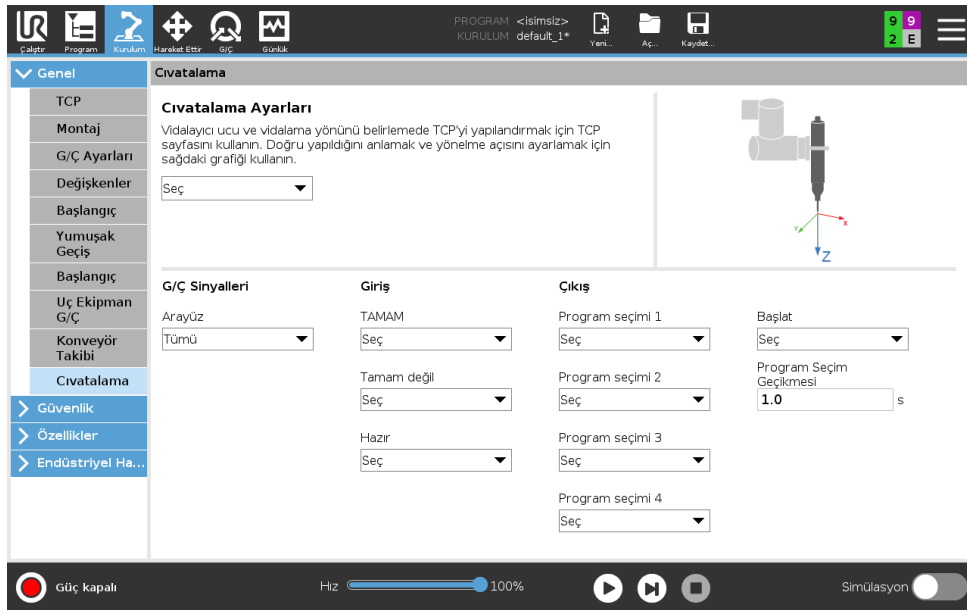 UR
Çalıştır
Program
Kurulum
Hareket Ettir
G/Ç
Günlük
PROGRAM <isimsiz>
KURULUM default_1*
Yeni...
Aç...
Kaydet...
9 9
2 E
Genel
TCP
Montaj
G/Ç Ayarları
Değişkenler
Başlangıç
Yumuşak
Geçiş
Başlangıç
Uç Ekipman
G/Ç
Konveyör
Takibi
Cıvatalama
Güvenlik
Özellikler
Endüstriyel Ha...
Cıvatalama
Cıvatalama Ayarları
Vidalayıcı ucu ve vidalama yönünü belirlemede TCP'yi yapılandırmak için TCP
sayfasını kullanın. Doğru yapıldığını anlamak ve yönelme açısını ayarlamak için
sağdaki grafiği kullanın.
Seç
Y
X
Z
G/Ç Sinyalleri
Arayüz
Tümü
Giriş
TAMAM
Seç
Tamam değil
Seç
Hazır
Seç
Çıkış
Program seçimi 1
Seç
Program seçimi 2
Seç
Program seçimi 3
Seç
Program seçimi 4
Seç
Başlat
Seç
Program Seçim
Geçikmesi
1.0 s
Güç kapalı
Hız 100%
Simülasyon